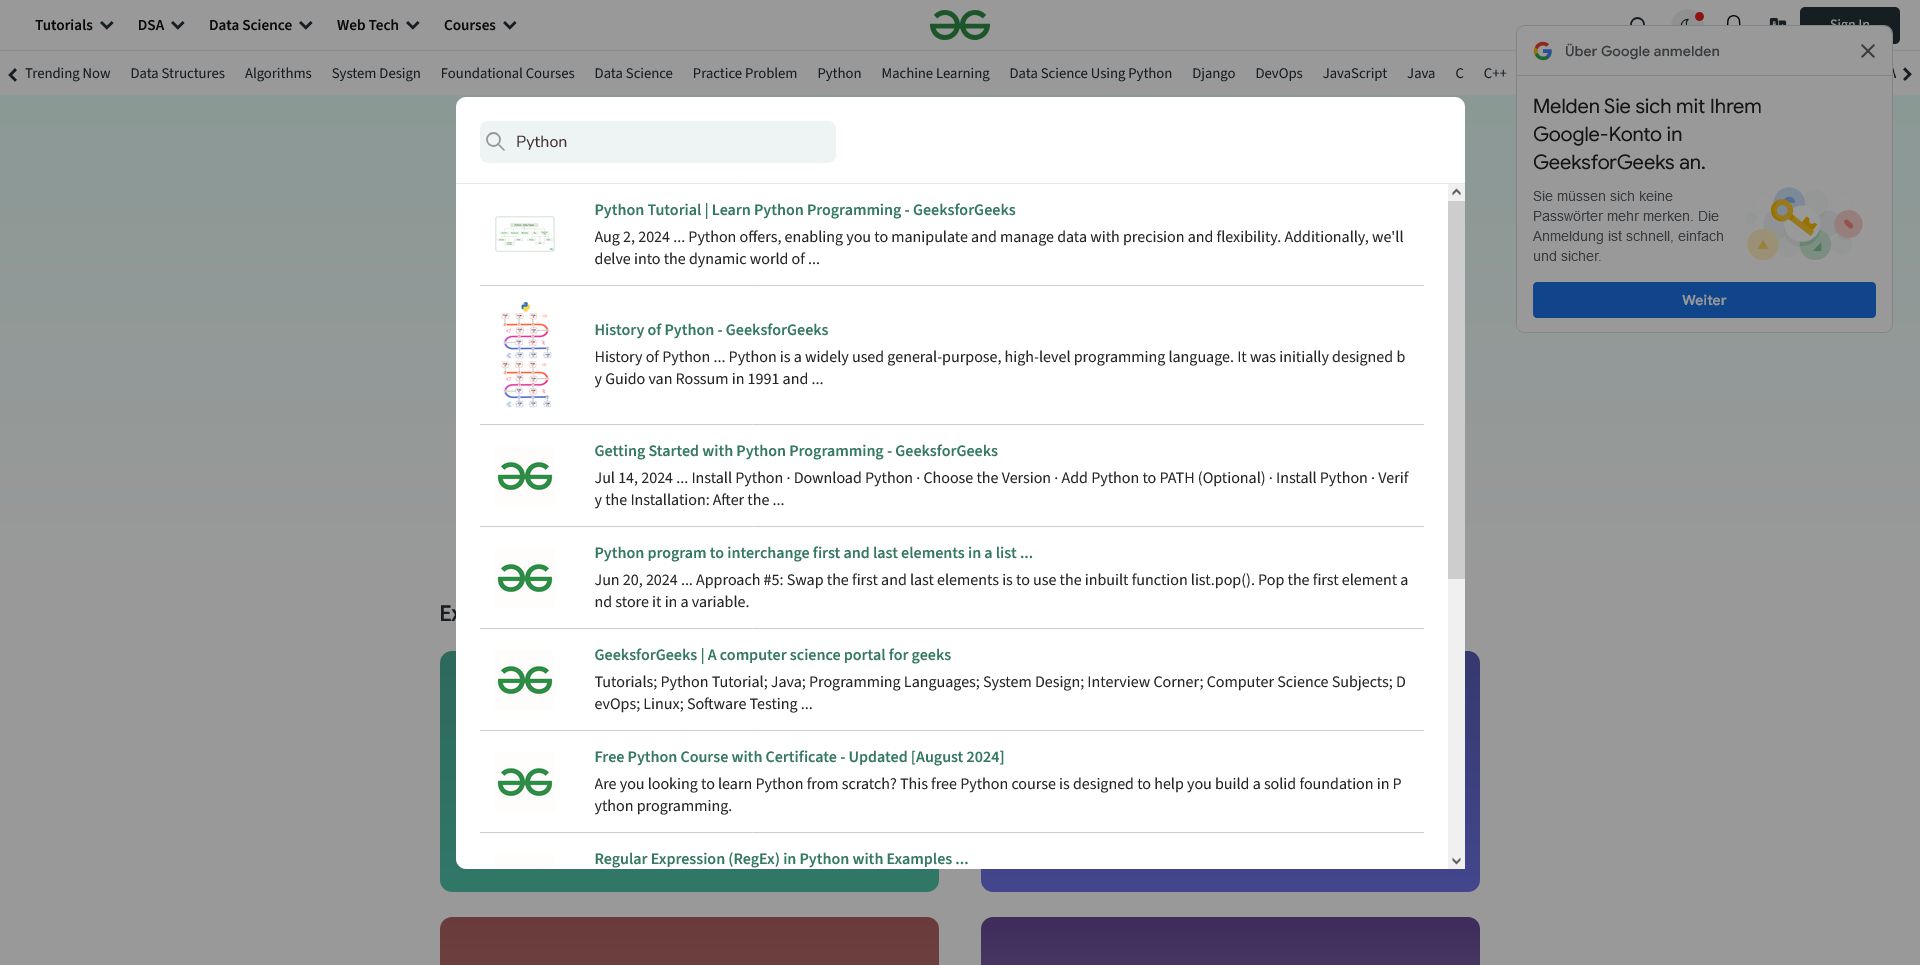 Tutorials DSA Data Science Web Tech Courses
Sign In
Trending Now Data Structures Algorithms System Design Foundational Courses Data Science Practice Problem Python Machine Learning Data Science Using Python Django DevOps JavaScript Java C C++
Über Google anmelden
Melden Sie sich mit Ihrem
Google-Konto in
GeeksforGeeks an.
Sie müssen sich keine
Passwörter mehr merken. Die
Anmeldung ist schnell, einfach
und sicher.
Weiter
Python
Python Tutorial | Learn Python Programming - GeeksforGeeks
Aug 2, 2024 ... Python offers, enabling you to manipulate and manage data with precision and flexibility. Additionally, we'll
delve into the dynamic world of ...
History of Python - GeeksforGeeks
History of Python ... Python is a widely used general-purpose, high-level programming language. It was initially designed b
y Guido van Rossum in 1991 and ...
Getting Started with Python Programming - GeeksforGeeks
Jul 14, 2024 ... Install Python · Download Python · Choose the Version · Add Python to PATH (Optional) · Install Python · Verif
y the Installation: After the ...
Python program to interchange first and last elements in a list ...
Jun 20, 2024 ... Approach #5: Swap the first and last elements is to use the inbuilt function list.pop(). Pop the first element a
nd store it in a variable.
GeeksforGeeks | A computer science portal for geeks
Tutorials; Python Tutorial; Java; Programming Languages; System Design; Interview Corner; Computer Science Subjects; D
evOps; Linux; Software Testing ...
Free Python Course with Certificate - Updated [August 2024]
Are you looking to learn Python from scratch? This free Python course is designed to help you build a solid foundation in P
ython programming.
Regular Expression (RegEx) in Python with Examples ...